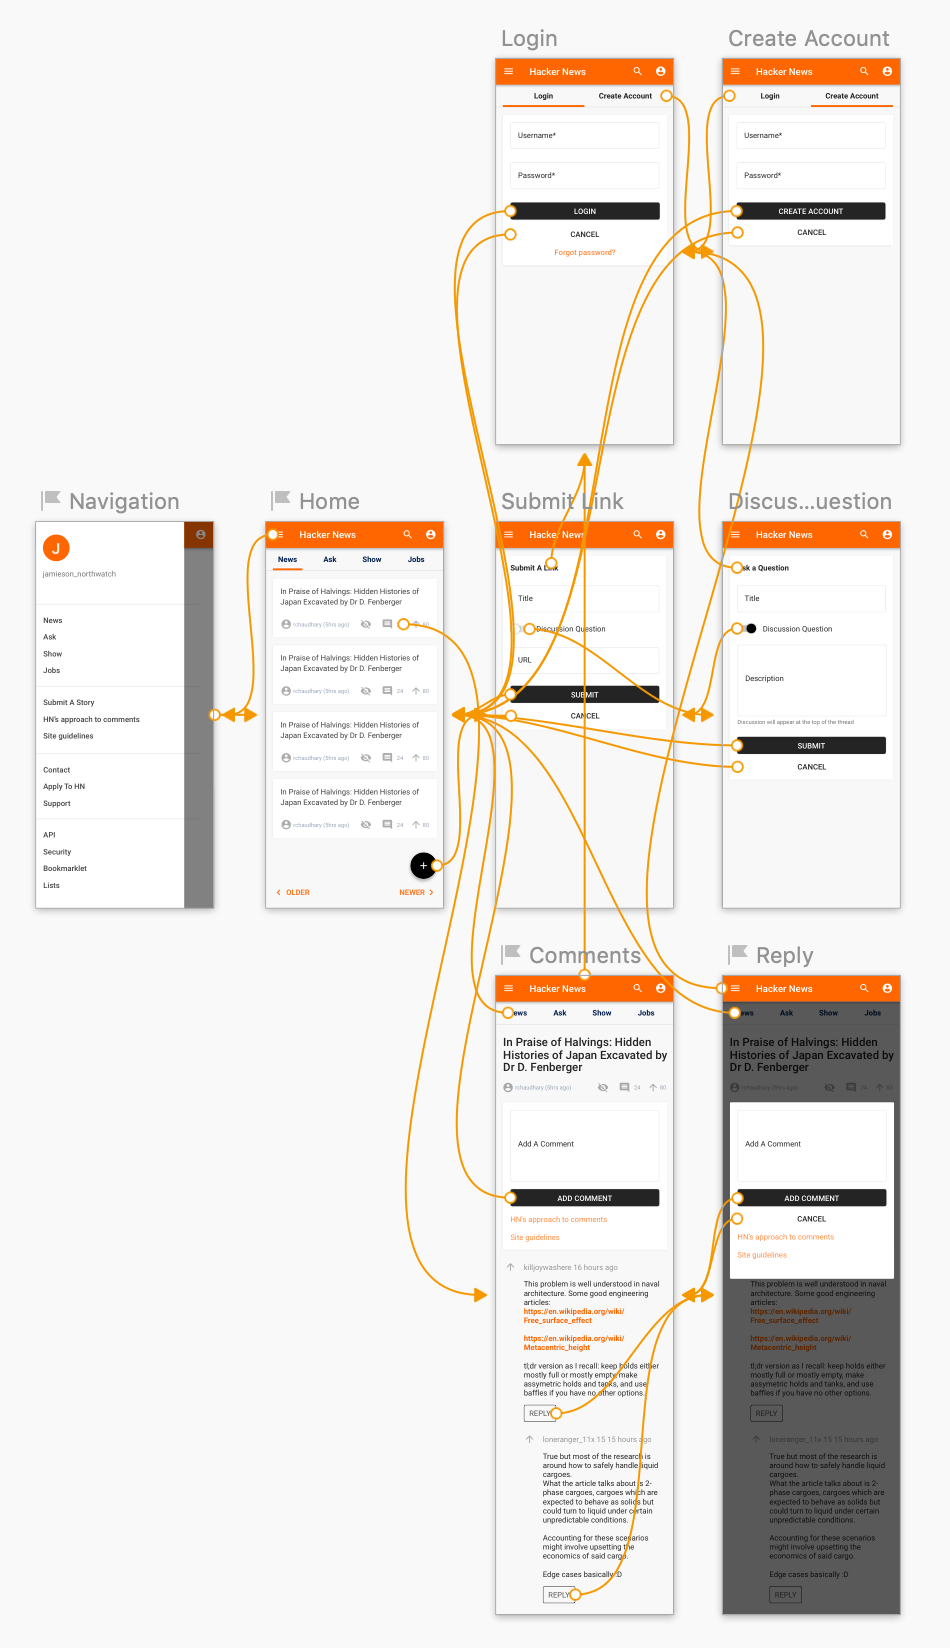 Login
Hacker News
Login
Create Account
Username*
Password*
LOGIN
CANCEL
Forgot password?
Create Account
Hacker News
Login
Create Account
Username*
Password*
CREATE ACCOUNT
CANCEL
Navigation
J
jamieson_northwatch
News
Ask
Show
Jobs
Submit A Story
HN's approach to comments
Site guidelines
Contact
Apply To HN
Support
API
Security
Bookmarklet
Lists
Home
Hacker News
News
Ask
Show
Jobs
In Praise of Halvings: Hidden Histories of
Japan Excavated by Dr D. Fenberger
rchaudhary (5hrs ago)
80
In Praise of Halvings: Hidden Histories of
Japan Excavated by Dr D. Fenberger
rchaudhary (5hrs ago)
24
80
In Praise of Halvings: Hidden Histories of
Japan Excavated by Dr D. Fenberger
rchaudhary (5hrs ago)
24
80
In Praise of Halvings: Hidden Histories of
Japan Excavated by Dr D. Fenberger
rchaudhary (5hrs ago)
24
80
+
OLDER
NEWER
Submit Link
Hacker News
Submit A Link
Title
Discussion Question
URL
SUBMIT
CANCEL
Discus...uestion
Hacker News
sk a Question
Title
Discussion Question
Description
Discussion will appear at the top of the thread
SUBMIT
CANCEL
Comments
Hacker News
ews
Ask
Show
Jobs
In Praise of Halvings: Hidden
Histories of Japan Excavated by
Dr D. Fenberger
rchaudhary (5hrs ago)
24
80
Add A Comment
ADD COMMENT
HN's approach to comments
Site guidelines
killjoywashere 16 hours ago
This problem is well understood in naval
architecture. Some good engineering
articles:
https://en.wikipedia.org/wiki/
Free_surface_effect
https://en.wikipedia.org/wiki/
Metacentric_height
tl;dr version as I recall: keep holds either
mostly full or mostly empty, make
assymetric holds and tanks, and use
baffles if you have no other options.
REPLY
loneranger_11x 15 15 hours ago
True but most of the research is
around how to safely handle liquid
cargoes.
What the article talks about is 2-
phase cargoes, cargoes which are
expected to behave as solids but
could turn to liquid under certain
unpredictable conditions.
Accounting for these scenarios
might involve upsetting the
economics of said cargo.
Edge cases basically :D
REPLY
Reply
Hacker News
ews
Ask
Show
Jobs
In Praise of Halvings: Hidden
Histories of Japan Excavated by
Dr D. Fenberger
rchaudhary (5hrs ago)
24
80
Add A Comment
ADD COMMENT
CANCEL
HN's approach to comments
Site guidelines
This problem is well understood in naval
architecture. Some good engineering
articles:
https://en.wikipedia.org/wiki/
Free_surface_effect
https://en.wikipedia.org/wiki/
Metacentric_height
tl;dr version as I recall: keep holds either
mostly full or mostly empty, make
assymetric holds and tanks, and use
baffles if you have no other options.
REPLY
loneranger_11x 15 15 hours ago
True but most of the research is
around how to safely handle liquid
cargoes.
What the article talks about is 2-
phase cargoes, cargoes which are
expected to behave as solids but
could turn to liquid under certain
unpredictable conditions.
Accounting for these scenarios
might involve upsetting the
economics of said cargo.
Edge cases basically :D
REPLY